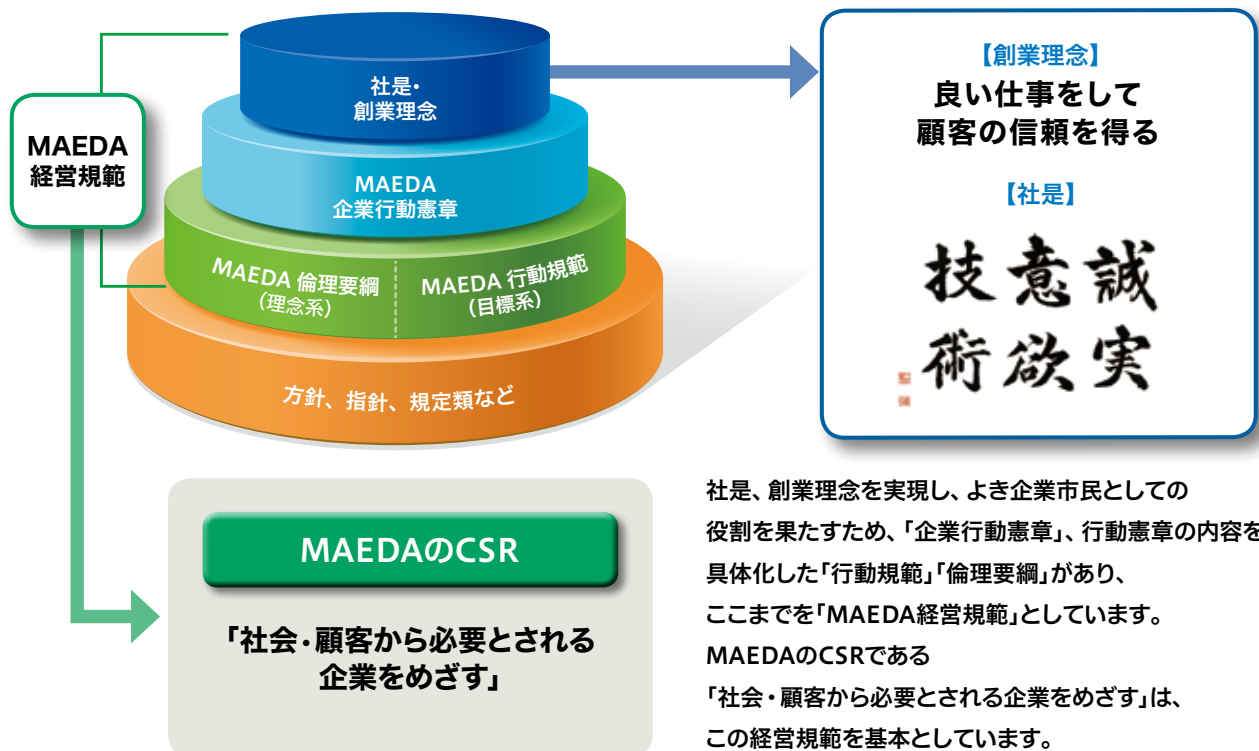 MAEDA
経営規範
社是・
創業理念
MAEDA
企業行動憲章
MAEDA 倫理要綱
(理念系)
MAEDA 行動規範
(目標系)
方針、指針、規定類など
【創業理念】
良い仕事をして
顧客の信頼を得る
【社是】
誠実
意欲
技術
MAEDAのCSR
「社会・顧客から必要とされる
企業をめざす」
社是、創業理念を実現し、よき企業市民としての
役割を果たすため、「企業行動憲章」、行動憲章の内容を
具体化した「行動規範」「倫理要綱」があり、
ここまでを「MAEDA経営規範」としています。
MAEDAのCSRである
「社会・顧客から必要とされる企業をめざす」は、
この経営規範を基本としています。